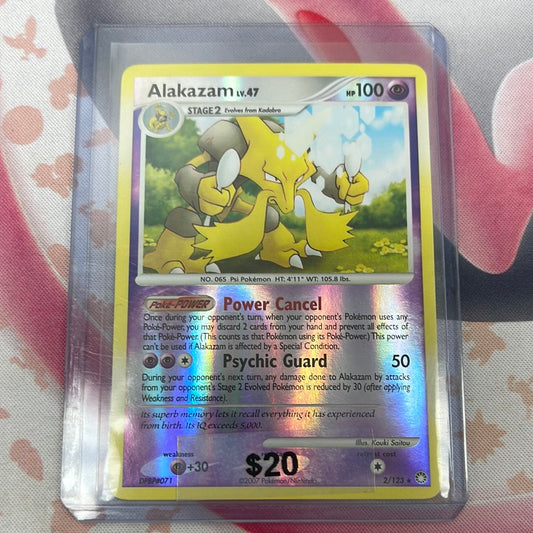 Alakazam LV.47 HP 100
STAGE 2 Evolves from Kadabra
NO. 065 Psi Pokémon HT: 4'11" WT: 105.8 lbs.
Poké-POWER Power Cancel
Once during your opponent's turn, when your opponent's Pokémon uses any
Poké-Power, you may discard 2 cards from your hand and prevent all effects of
that Poké-Power. (This counts as that Pokémon using its Poké-Power.) This power
can't be used if Alakazam is affected by a Special Condition.
Psychic Guard 50
During your opponent's next turn, any damage done to Alakazam by attacks
from your opponent's Stage 2 Evolved Pokémon is reduced by 30 (after applying
Weakness and Resistance).
Its superb memory lets it recall everything it has experienced
from birth. Its IQ exceeds 5,000.
Illus. Kouki Saitou
weakness cost
+30 $20
DPBP#071 ©2007 Pokémon/Nintendo 2/123